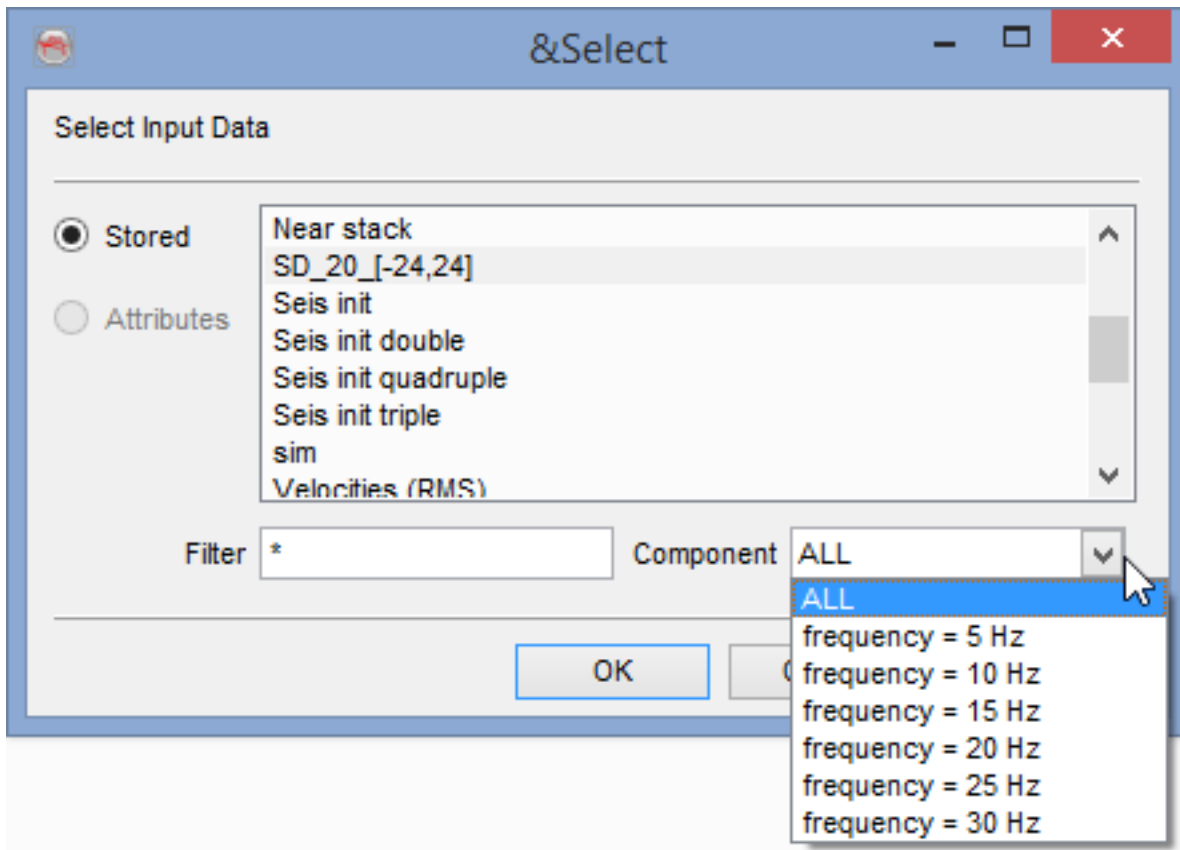 &Select
Select Input Data
Stored
Attributes
Near stack
SD_20_[-24,24]
Seis init
Seis init double
Seis init quadruple
Seis init triple
sim
Velocities (RMS)
Filter * Component ALL
ALL
frequency = 5 Hz
frequency = 10 Hz
frequency = 15 Hz
frequency = 20 Hz
frequency = 25 Hz
frequency = 30 Hz
OK